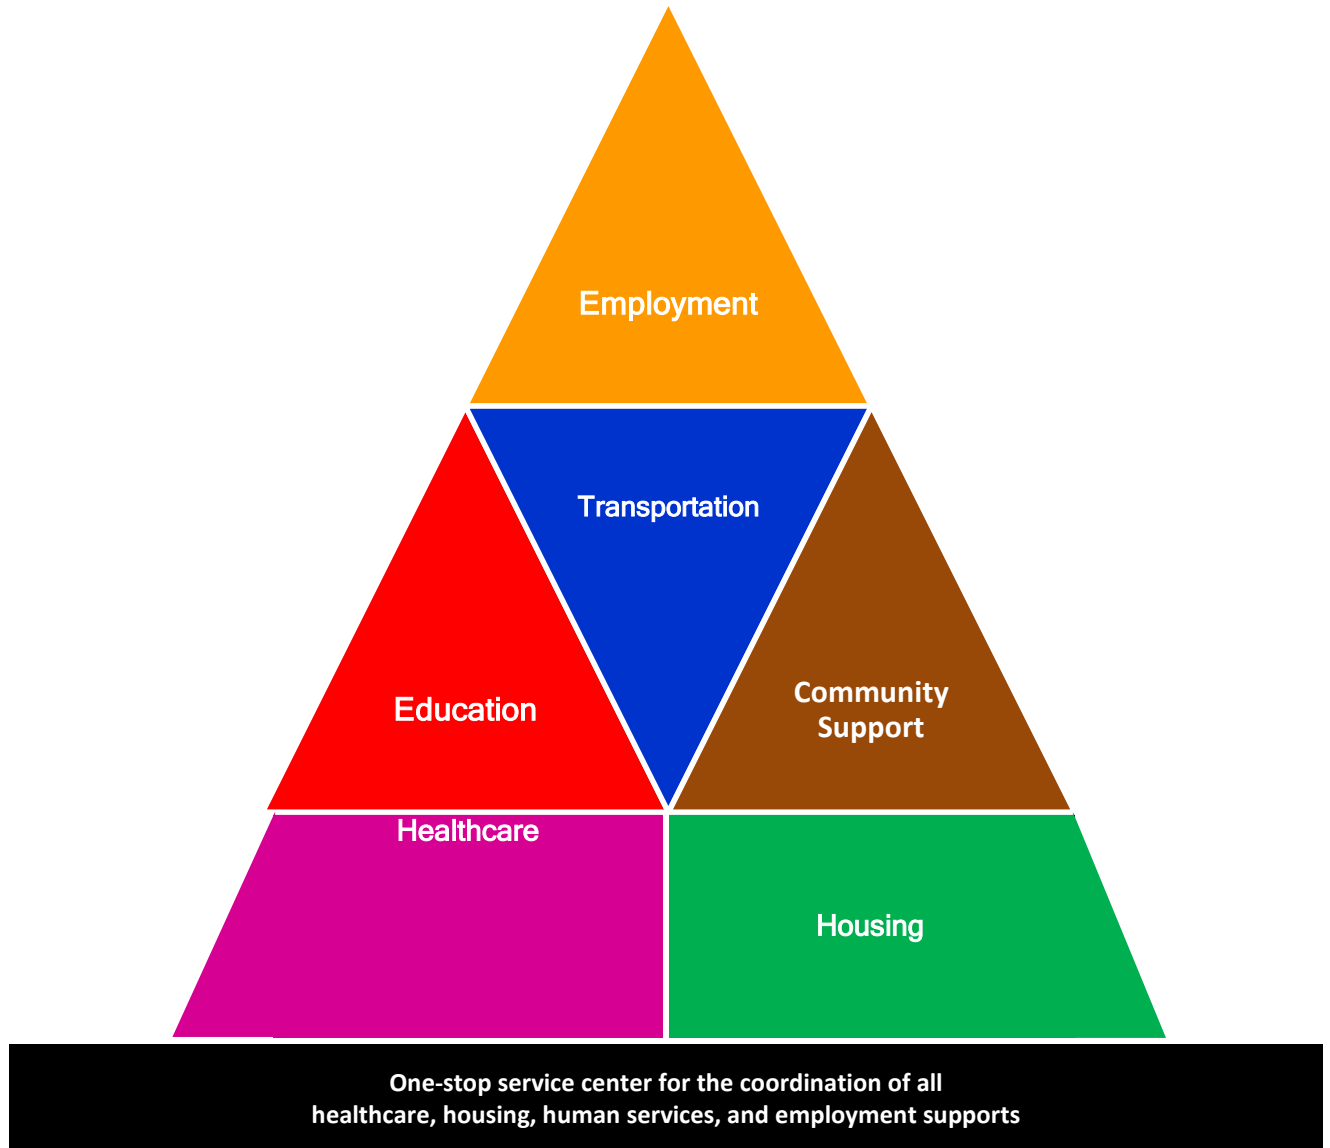 Employment
Transportation
Education
Community
Support
Healthcare
Housing
One-stop service center for the coordination of all
healthcare, housing, human services, and employment supports